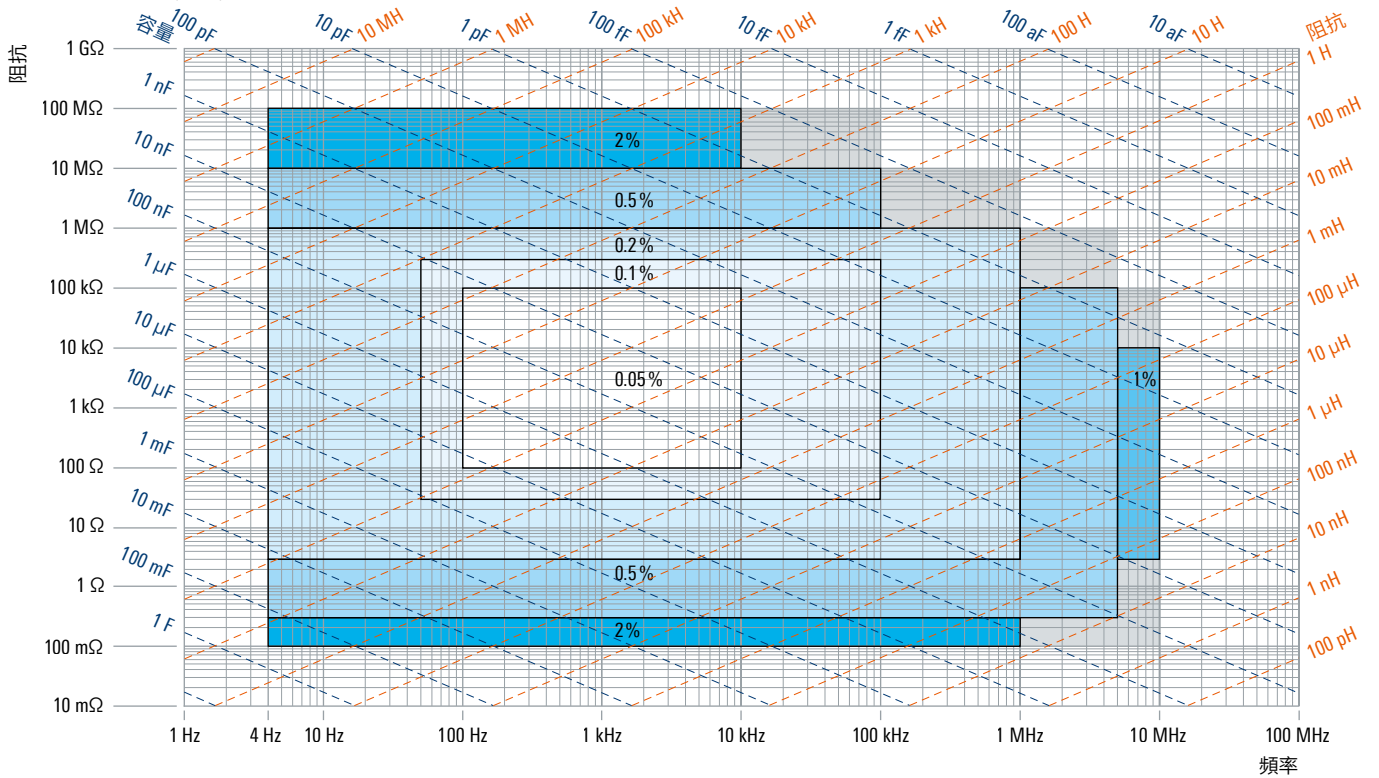 容量 100 pF 10 pF 10 MH 1 pF 1 MH 100 fF 100 kH 10 fF 10 kH 1 fF 1 kH 100 aF 100 H 10 aF 10 H 阻抗
阻抗
1 GΩ
1 H
1 nF
100 MΩ
100 mH
2%
10 nF
10 MΩ
10 mH
0.5%
100 nF
1 MΩ
1 mH
0.2%
1 µF
0.1%
100 kΩ
100 µH
10 µF
10 kΩ
10 µH
100 µF
0.05%
1%
1 kΩ
1 µH
1 mF
100 Ω
100 nH
10 mF
10 Ω
10 nH
100 mF
0.5%
1 Ω
1 nH
1 F
2%
100 mΩ
100 pH
10 mΩ
1 Hz 4 Hz 10 Hz 100 Hz 1 kHz 10 kHz 100 kHz 1 MHz 10 MHz 100 MHz
頻率